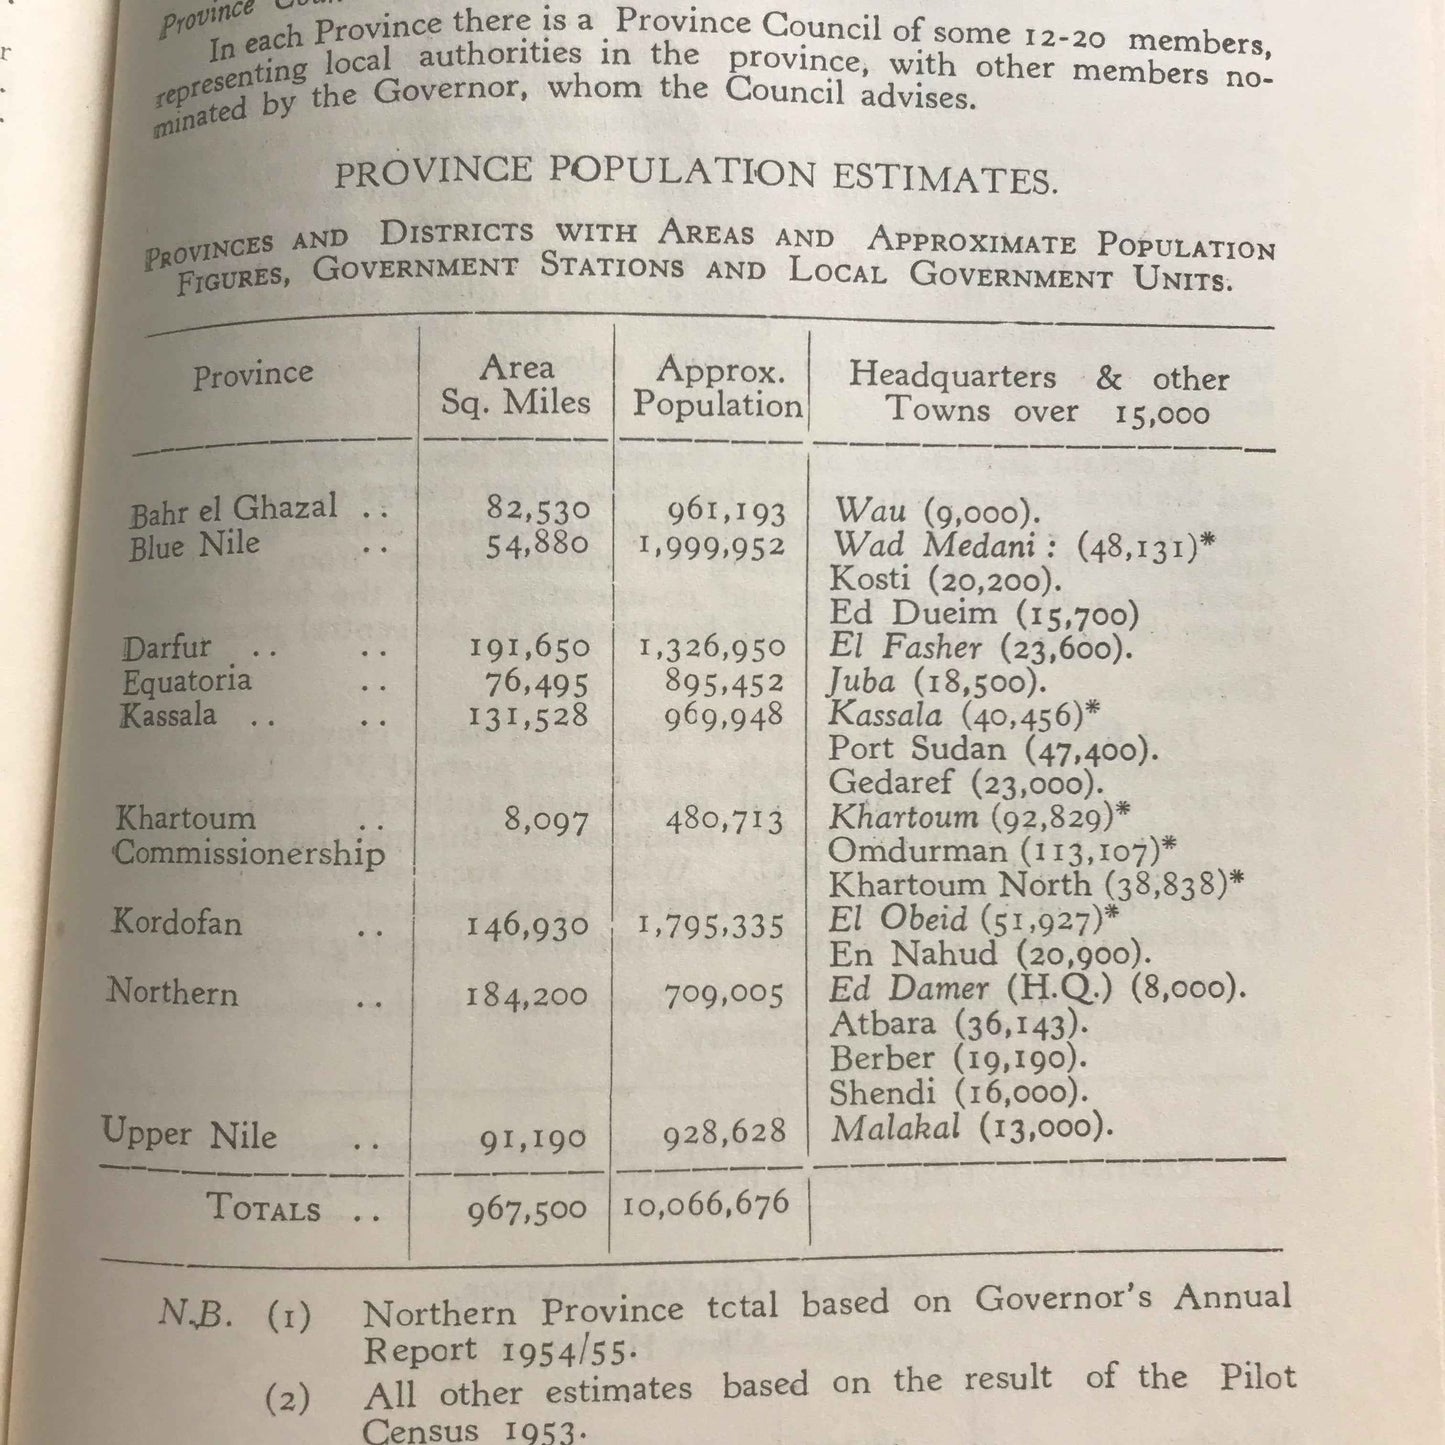 Province
In each Province there is a Province Council of some 12-20 members,
representing local authorities in the province, with other members no-
minated by the Governor, whom the Council advises.
PROVINCE POPULATION ESTIMATES.
PROVINCES AND DISTRICTS WITH AREAS AND APPROXIMATE POPULATION
FIGURES, GOVERNMENT STATIONS AND LOCAL GOVERNMENT UNITS.
Province Area Sq. Miles Approx. Population Headquarters & other Towns over 15,000
Bahr el Ghazal .. 82,530 961,193 Wau (9,000).
Blue Nile .. 54,880 1,999,952 Wad Medani : (48,131)*
Kosti (20,200).
Ed Dueim (15,700)
Darfur .. .. 191,650 1,326,950 El Fasher (23,600).
Equatoria .. 76,495 895,452 Juba (18,500).
Kassala .. .. 131,528 969,948 Kassala (40,456)*
Port Sudan (47,400).
Gedaref (23,000).
Khartoum .. 8,097 480,713 Khartoum (92,829)*
Commissionership Omdurman (113,107)*
Khartoum North (38,838)*
Kordofan .. 146,930 1,795,335 El Obeid (51,927)*
En Nahud (20,900).
Northern .. 184,200 709,005 Ed Damer (H.Q.) (8,000).
Atbara (36,143).
Berber (19,190).
Shendi (16,000).
Upper Nile .. 91,190 928,628 Malakal (13,000).
TOTALS .. 967,500 10,066,676
N.B. (1) Northern Province tctal based on Governor's Annual
Report 1954/55.
(2) All other estimates based on the result of the Pilot
Census 1953.